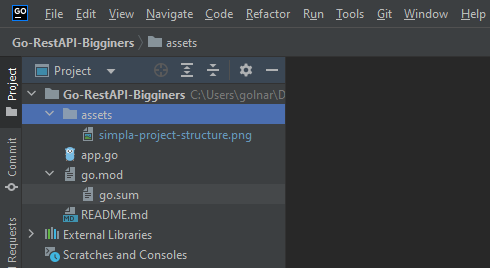 GO File Edit View Navigate Code Refactor Run Tools Git Window
Go-RestAPI-Bigginers assets
Project
Project
Go-RestAPI-Bigginers C:\Users\golnar\D
assets
simpla-project-structure.png
app.go
go.mod
go.sum
MD README.md
External Libraries
Scratches and Consoles
Commit
Requests